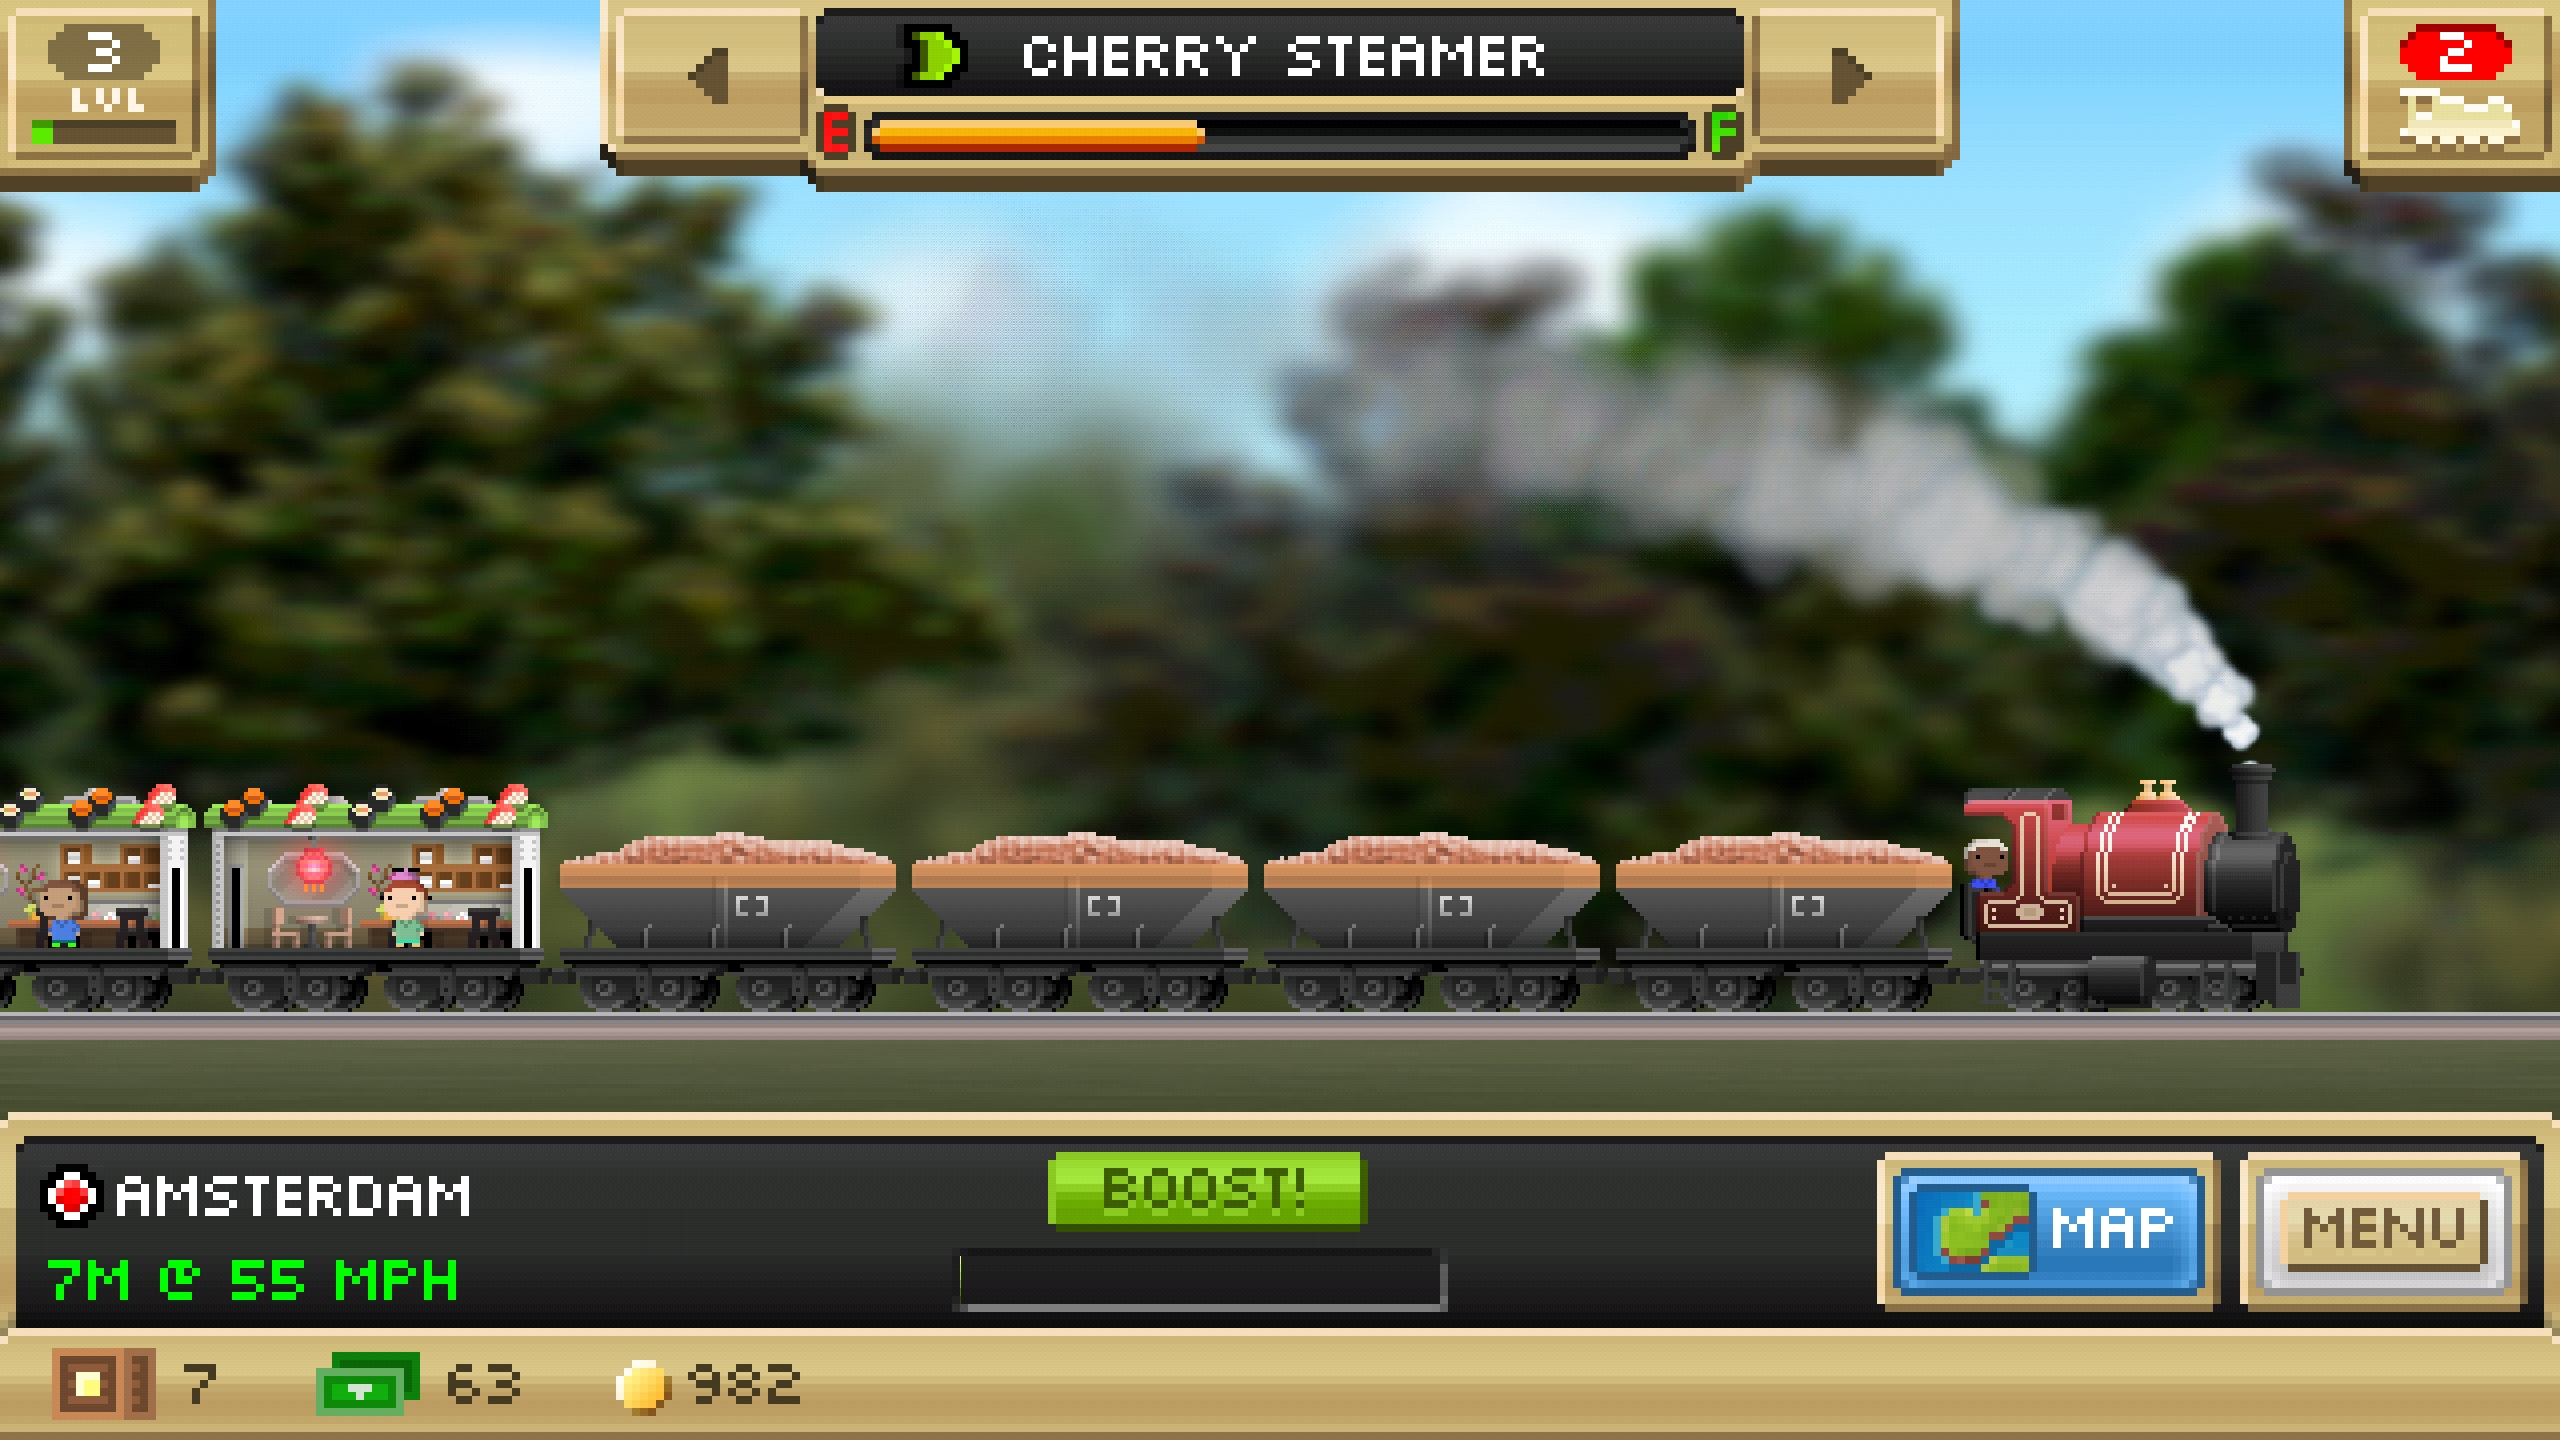 3
LVL
CHERRY STEAMER
E
F
2
AMSTERDAM
7M @ 55 MPH
BOOST!
MAP
MENU
7
63
982